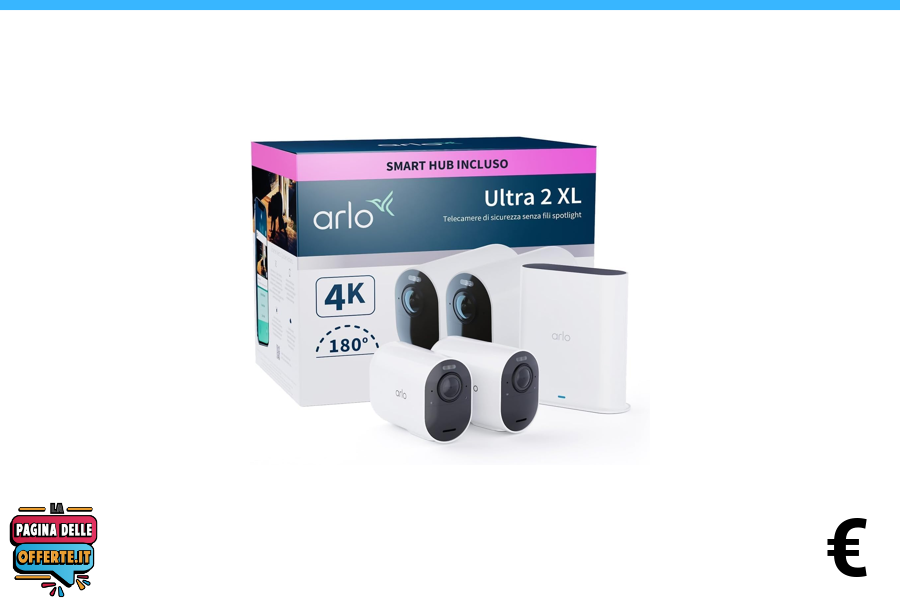 arlo
SMART HUB INCLUSO
Ultra 2 XL
Telecamere di sicurezza senza fili spotlight
arlo
4K
180°
arlo
arlo
LA
PAGINA DELLE
OFFERTE.IT
€